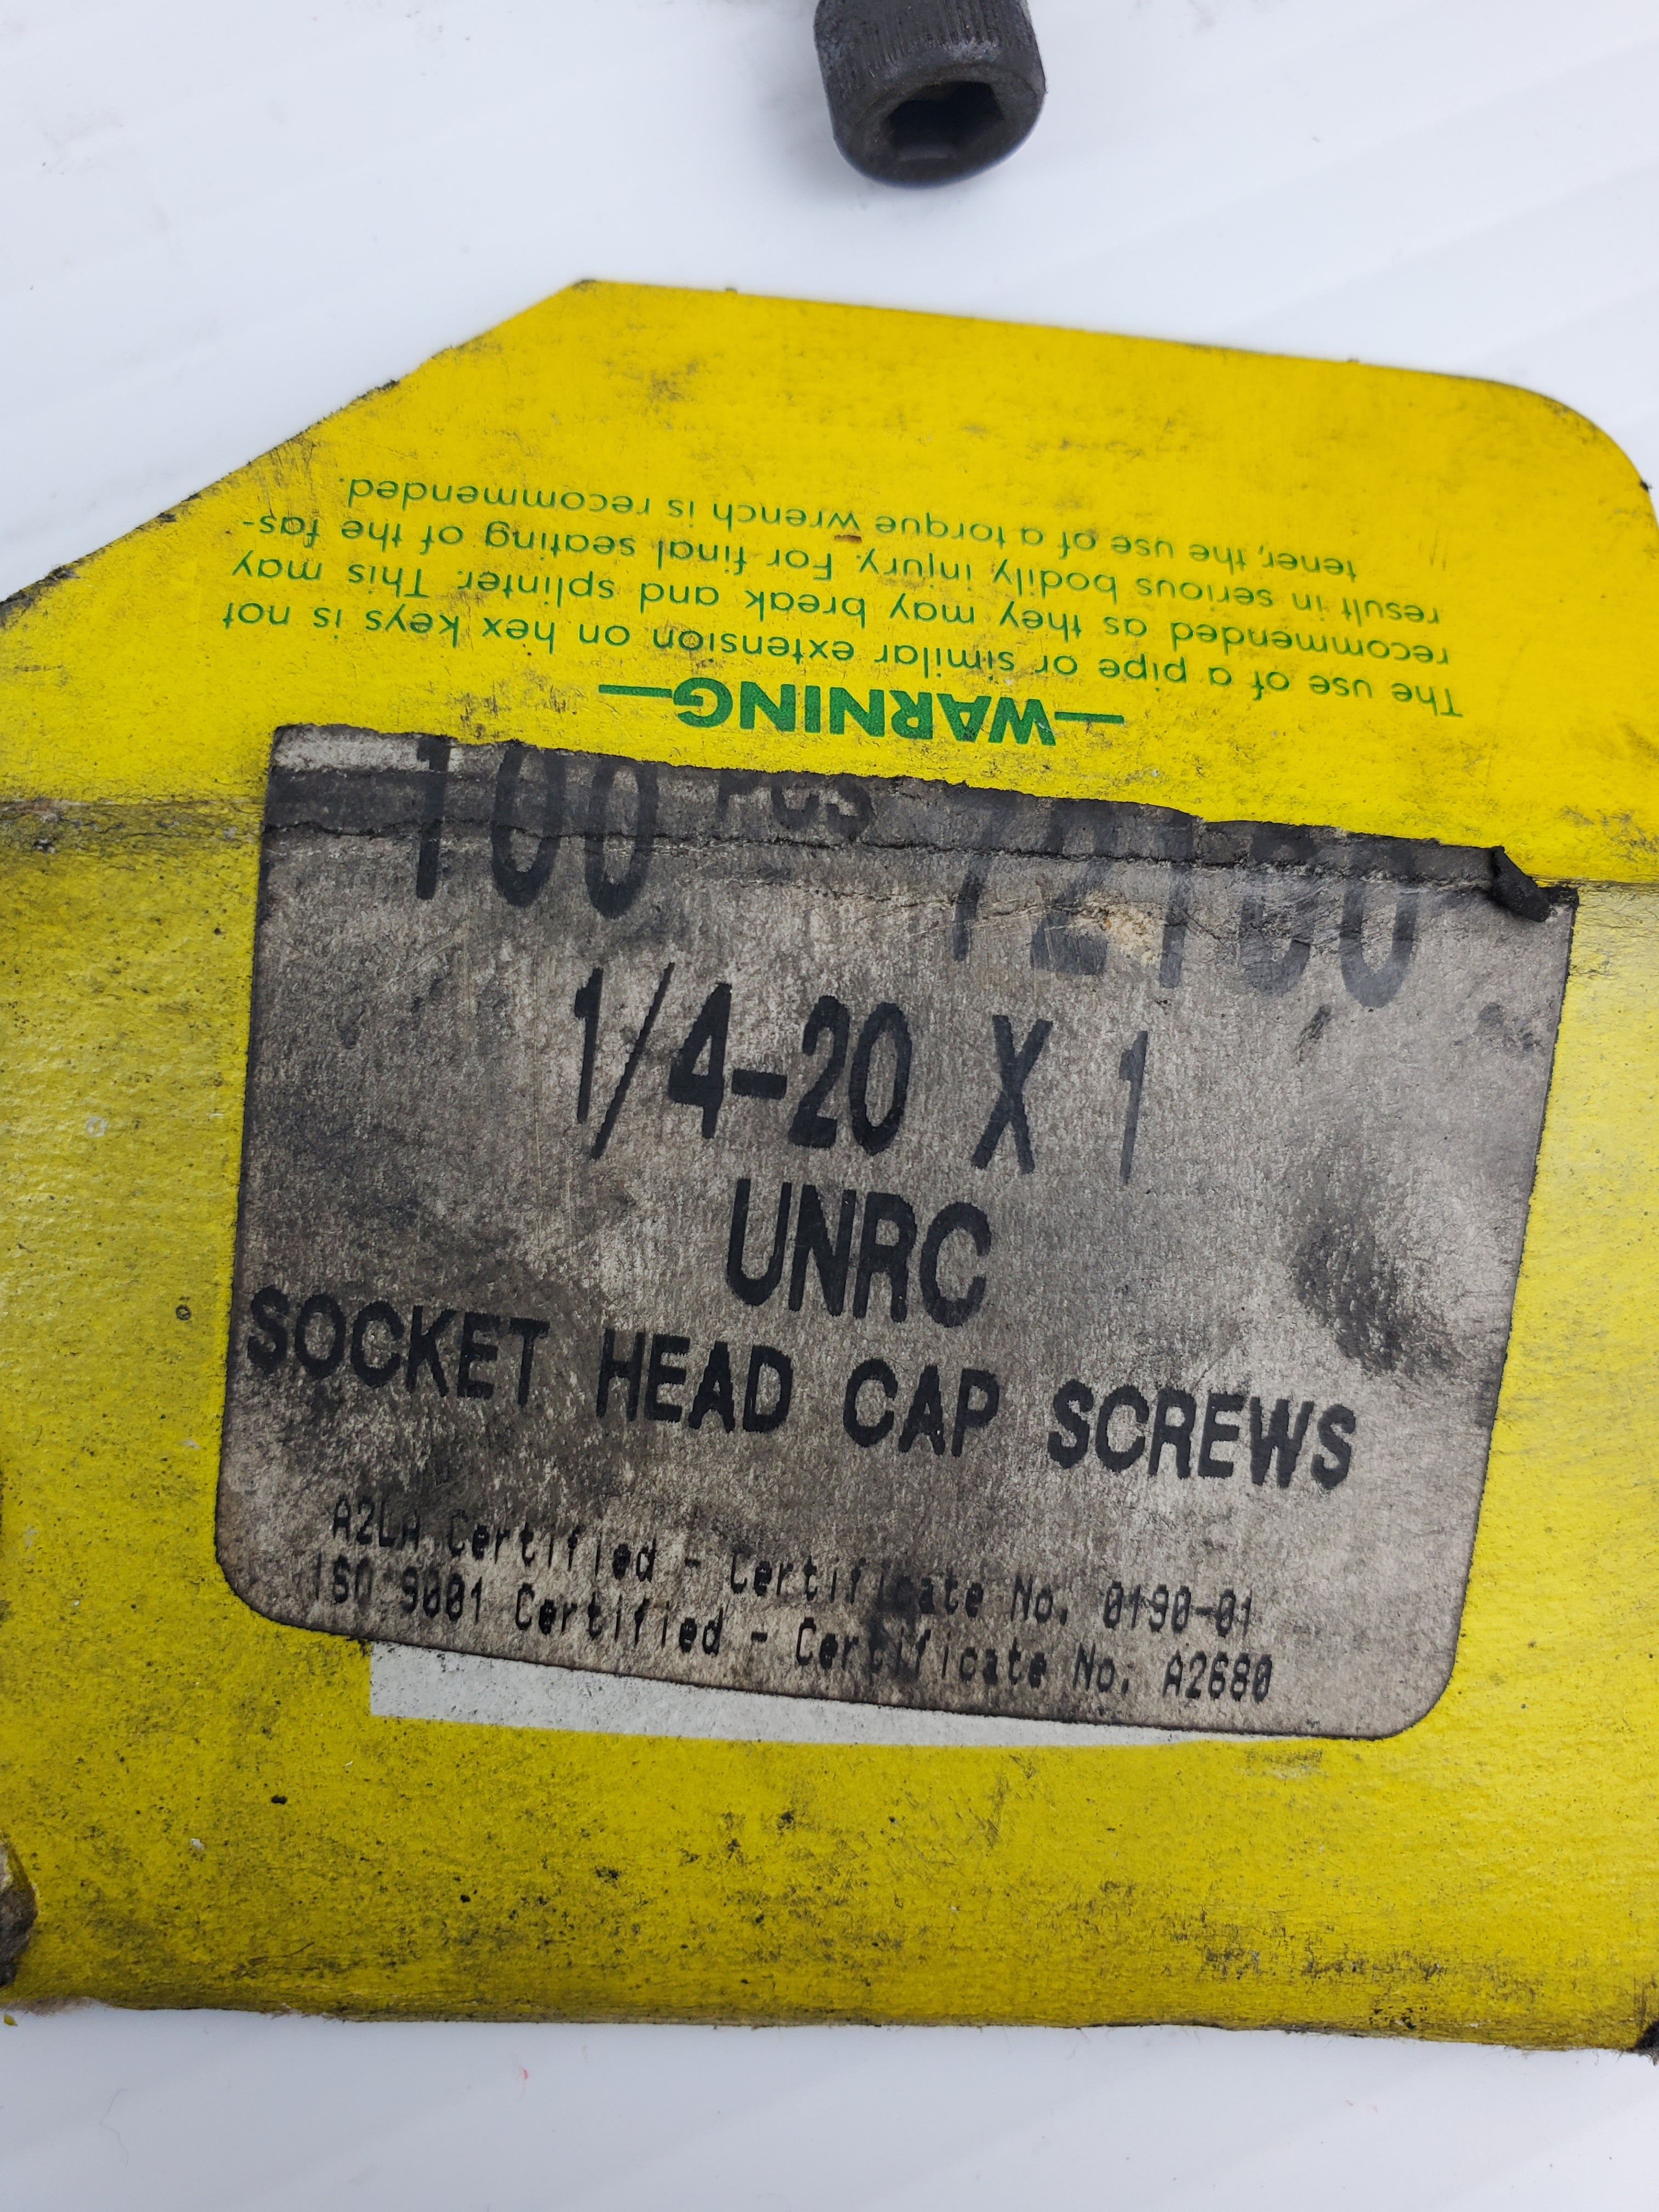 —WARNING—
The use of a pipe or similar extension on hex keys is not
recommended as they may break and splinter. This may
result in serious bodily injury. For final seating of the fas-
tener, the use of a torque wrench is recommended.
100 PCS
1/4-20 X 1
UNRC
SOCKET HEAD CAP SCREWS
A2LA Certified - Certificate No. 0190-01
ISO 9001 Certified - Certificate No. A2680